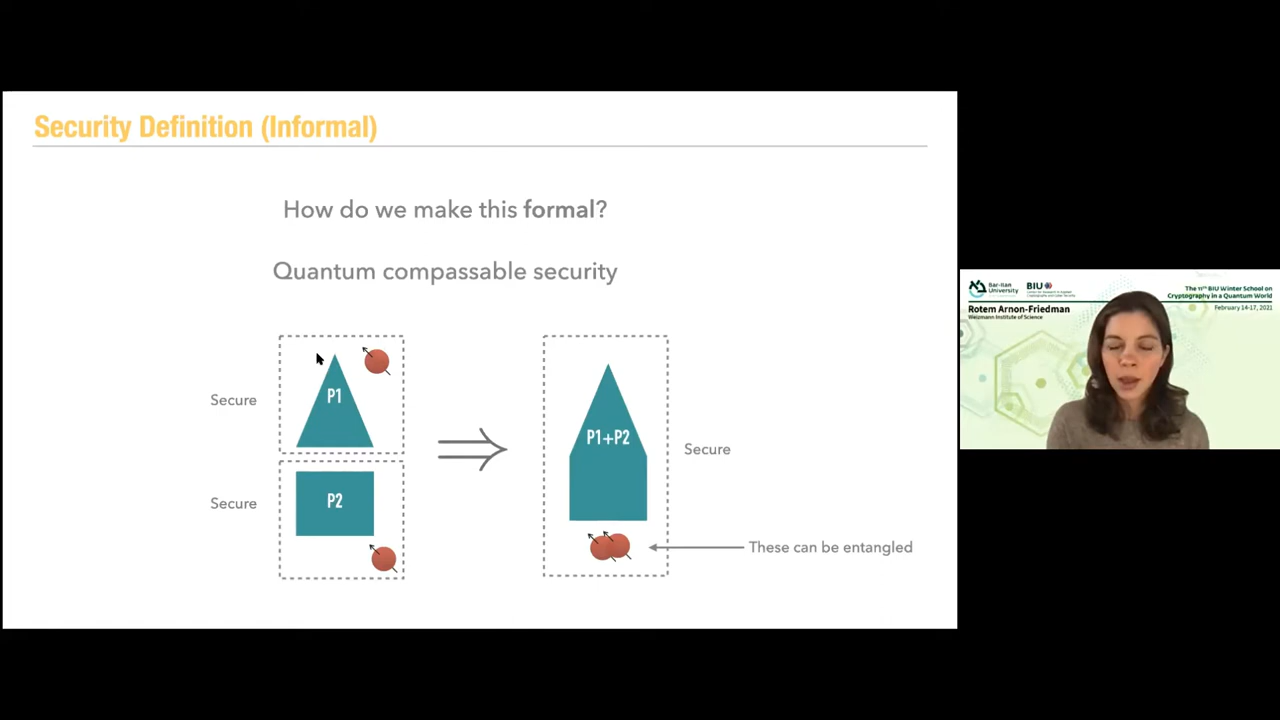 Security Definition (Informal)
How do we make this formal?
Quantum compassable security
P1
Secure
P2
Secure
P1+P2
Secure
These can be entangled
Bar-Ilan
University
BIU
The 11th BIU Winter School on
Cryptography in a Quantum World
February 14-17, 2021
Rotem Arnon-Friedman
Weizmann Institute of Science